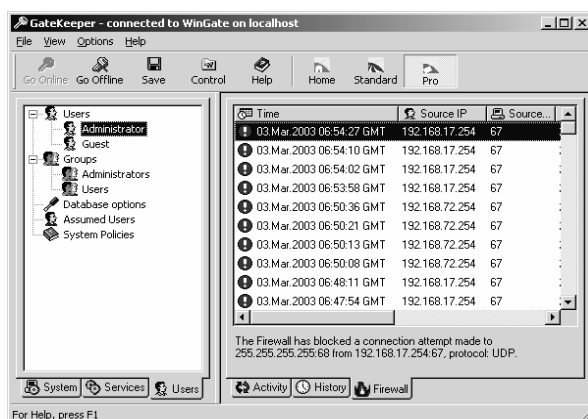 GateKeeper - connected to WinGate on localhost
File View Options Help
Go Online Go Offline Save Control Help Home Standard Pro
Users
Administrator
Guest
Groups
Administrators
Users
Database options
Assumed Users
System Policies
System Services Users
Time Source IP Source...
03.Mar.2003 06:54:27 GMT 192.168.17.254 67
03.Mar.2003 06:54:10 GMT 192.168.17.254 67
03.Mar.2003 06:54:02 GMT 192.168.17.254 67
03.Mar.2003 06:53:58 GMT 192.168.17.254 67
03.Mar.2003 06:50:36 GMT 192.168.72.254 67
03.Mar.2003 06:50:21 GMT 192.168.72.254 67
03.Mar.2003 06:50:13 GMT 192.168.72.254 67
03.Mar.2003 06:50:08 GMT 192.168.72.254 67
03.Mar.2003 06:48:11 GMT 192.168.17.254 67
03.Mar.2003 06:47:54 GMT 192.168.17.254 67
The Firewall has blocked a connection attempt made to
255.255.255.255:68 from 192.168.17.254:67, protocol: UDP.
Activity History Firewall
For Help, press F1